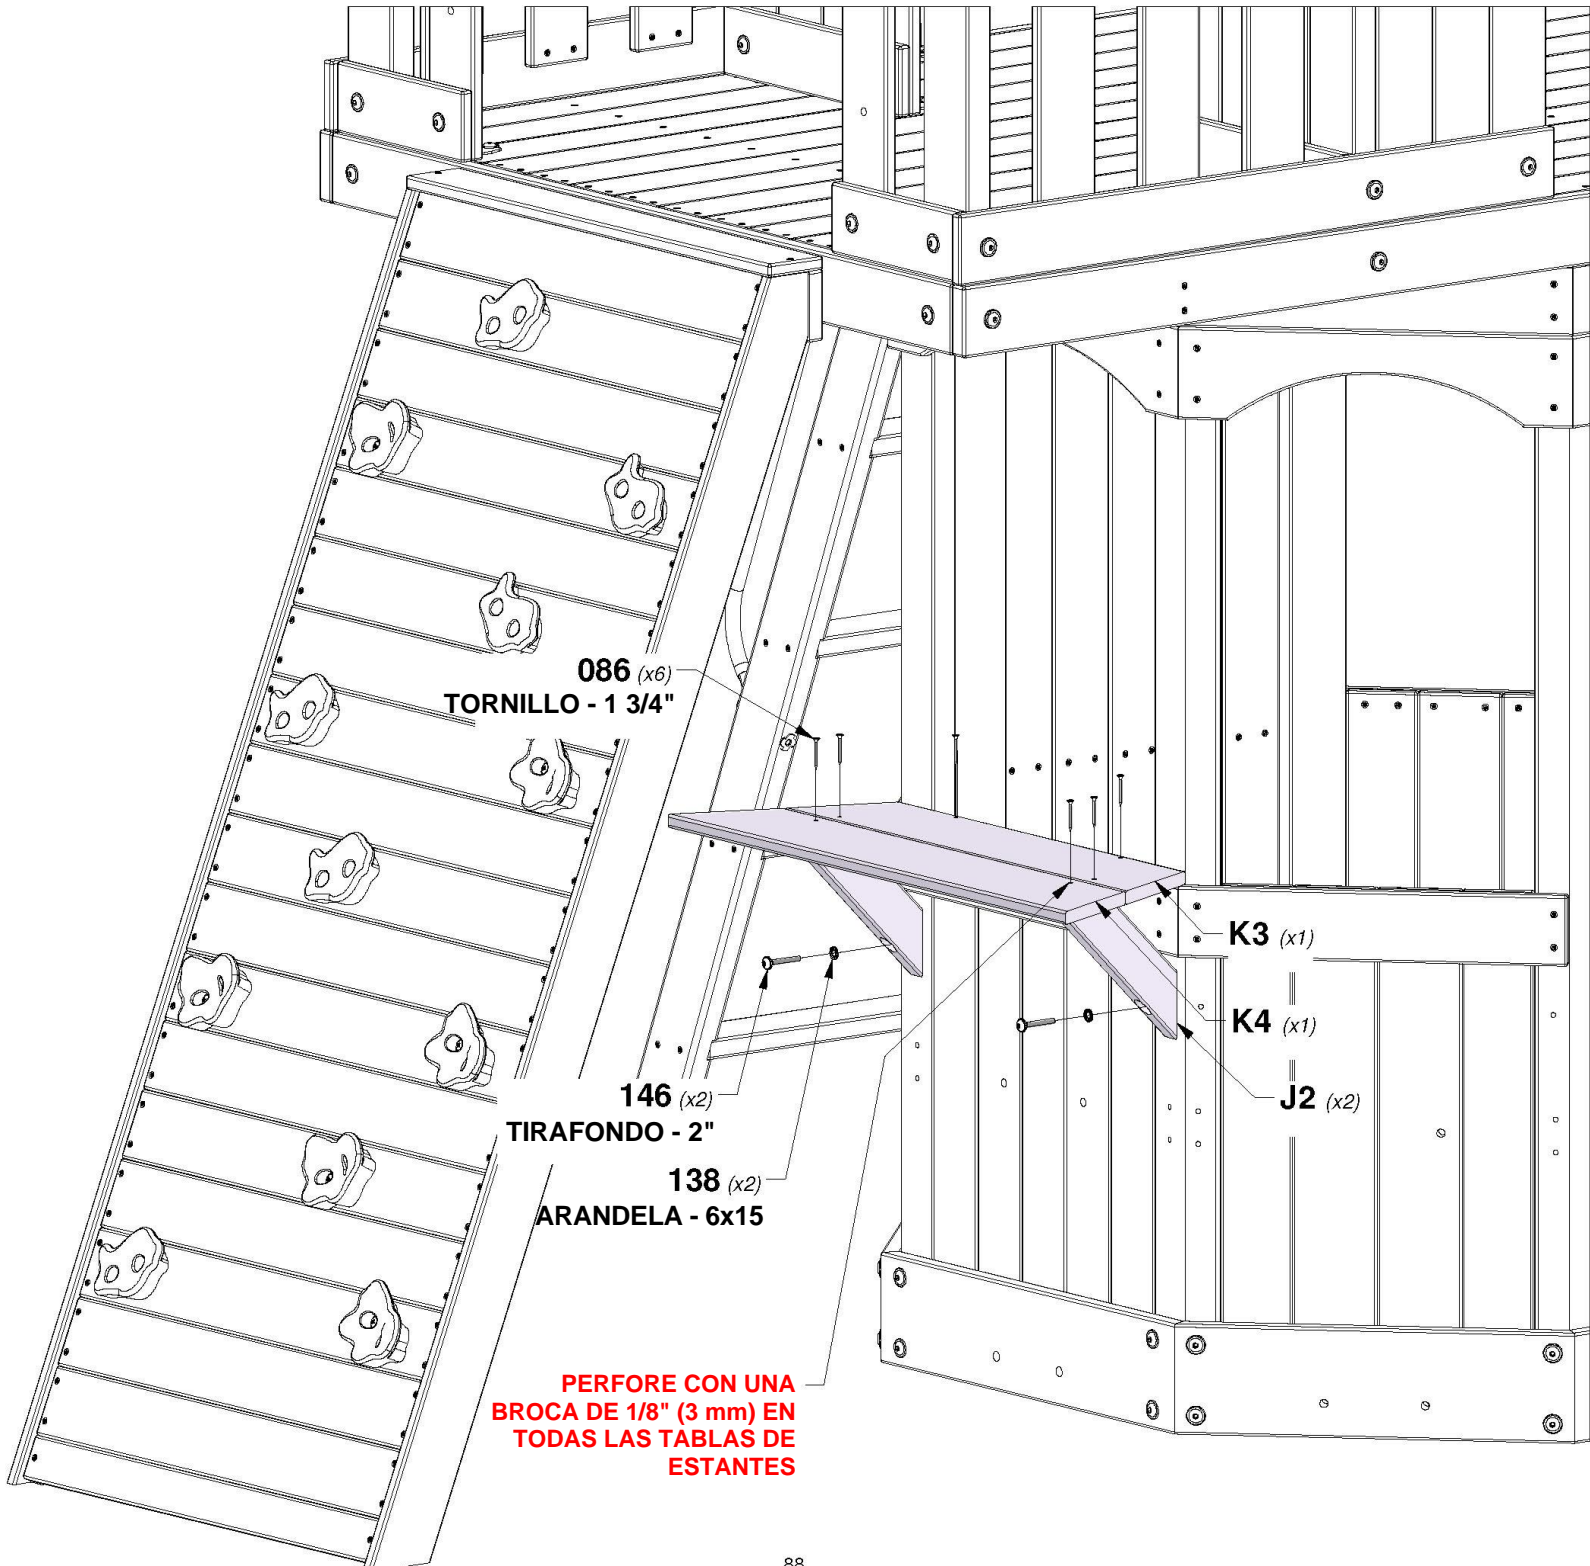 086 (x6)
TORNILLO - 1 3/4"
K3 (x1)
K4 (x1)
J2 (x2)
146 (x2)
TIRAFONDO - 2"
138 (x2)
ARANDELA - 6x15
PERFORE CON UNA
BROCA DE 1/8" (3 mm) EN
TODAS LAS TABLAS DE
ESTANTES
88